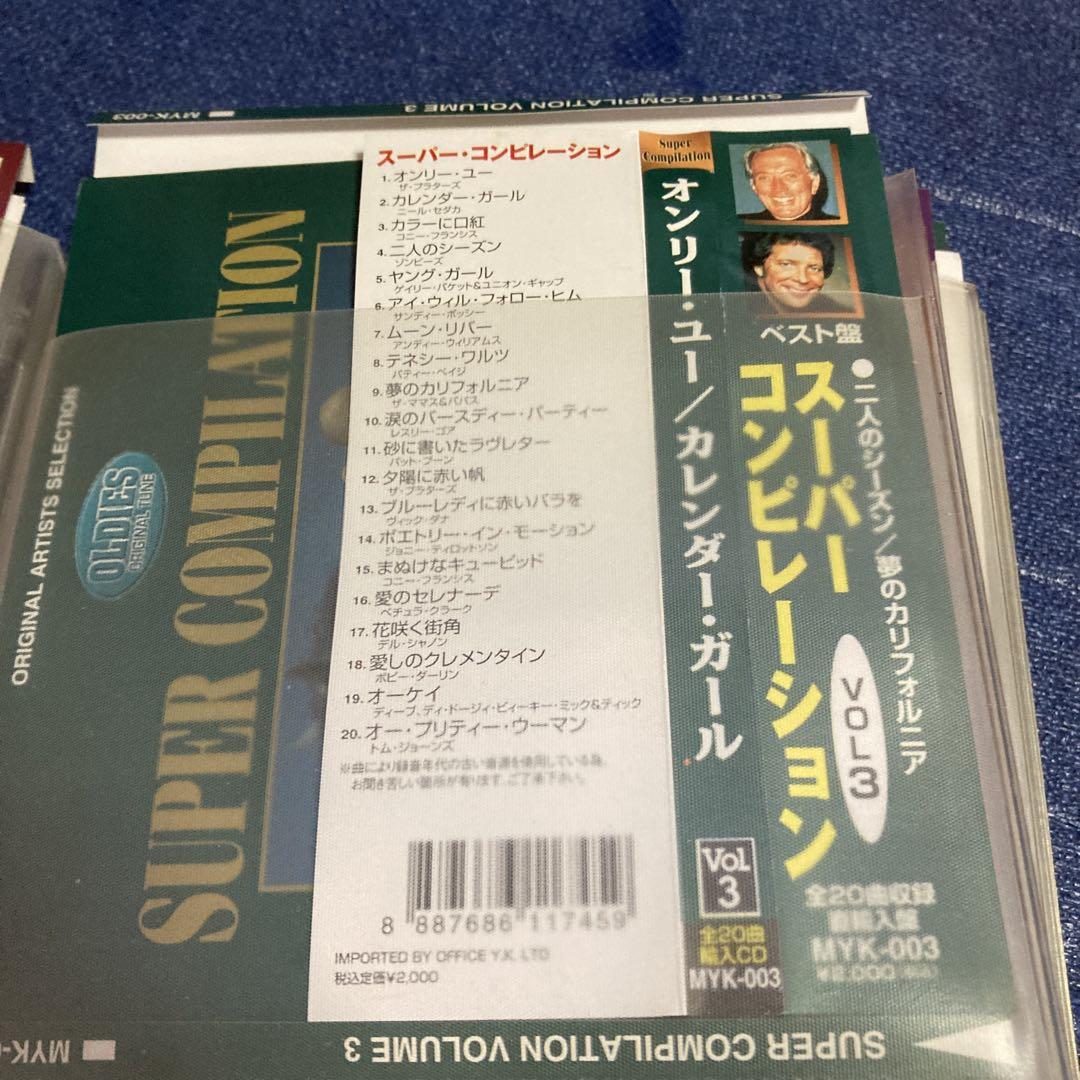 SUPER COMPILATION VOLUME 3
MYK-003
ORIGINAL ARTISTS SELECTION
OLDIES
ORIGINAL TUNE
SUPER COMPILATION
スーパー・コンピレーション
1. オンリー・ユー
ザ・プラターズ
2. カレンダー・ガール
ニール・セダカ
3. カラーに口紅
コニー・フランシス
4. 二人のシーズン
ゾンビーズ
5. ヤング・ガール
ゲイリー・パケット&ユニオン・ギャップ
6. アイ・ウィル・フォロー・ヒム
サンディー・ポッシー
7. ムーン・リバー
アンディー・ウィリアムス
8. テネシー・ワルツ
パティー・ペイジ
9. 夢のカリフォルニア
ザ・ママス&パパス
10. 涙のバースディー・パーティー
レスリー・ゴア
11. 砂に書いたラヴレター
パット・ブーン
12. 夕陽に赤い帆
ザ・プラターズ
13. ブルーレディに赤いバラを
ヴィック・ダナ
14. ポエトリー・イン・モーション
ジョニー・ティロットソン
15. まぬけなキューピッド
コニー・フランシス
16. 愛のセレナーデ
ペチュラ・クラーク
17. 花咲く街角
デル・シャノン
18. 愛しのクレメンタイン
ボビー・ダーリン
19. オーケイ
ディーブ、ディ・ドージィ・ビィーキー・ミック&ティック
20. オー・プリティー・ウーマン
トム・ジョーンズ
※曲により録音年代の古い音源を使用している為、
お聞き苦しい箇所が有ります。ご了承下さい。
8 887686 117459
IMPORTED BY OFFICE Y.K. LTD
税込定価¥2,000
Super
Compilation
オンリー・ユー/カレンダー・ガール
Vol
3
全20曲
輸入CD
MYK-003
ベスト盤
スーパー
コンピレーション
●二人のシーズン/夢のカリフォルニア
VOL3
全20曲収録
直輸入盤
MYK-003
¥2,000(税込)
SUPER COMPILATION VOLUME 3
MYK-